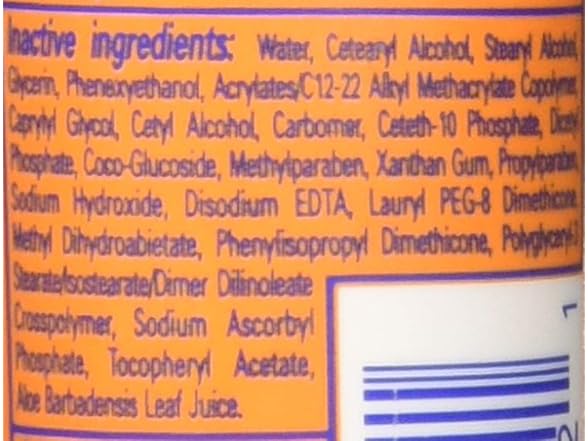 Inactive ingredients: Water, Cetearyl Alcohol, Stearyl Alcohol,
Glycerin, Phenoxyethanol, Acrylates/C12-22 Alkyl Methacrylate Copolymer,
Caprylyl Glycol, Cetyl Alcohol, Carbomer, Ceteth-10 Phosphate, Dicetyl
Phosphate, Coco-Glucoside, Methylparaben, Xanthan Gum, Propylparaben,
Sodium Hydroxide, Disodium EDTA, Lauryl PEG-8 Dimethicone,
Methyl Dihydroabietate, Phenylisopropyl Dimethicone, Polyglyceryl-3
Stearate/Isostearate/Dimer Dilinoleate
Crosspolymer, Sodium Ascorbyl
Phosphate, Tocopheryl Acetate,
Aloe Barbadensis Leaf Juice.